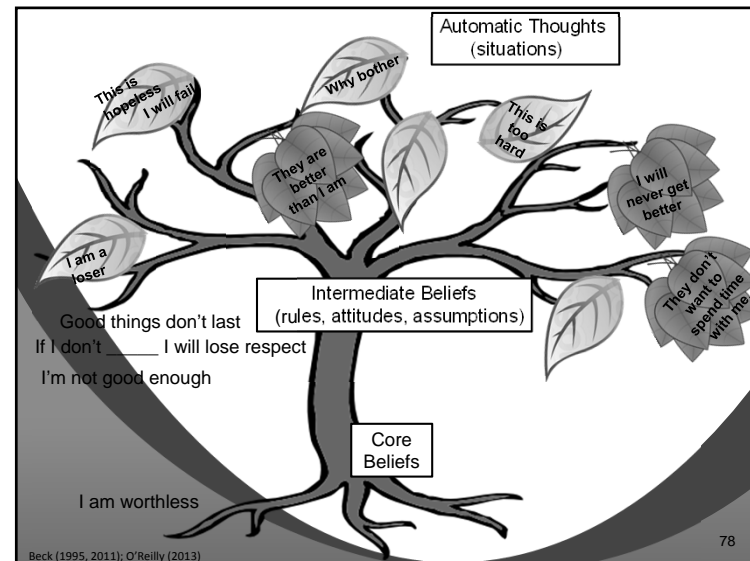 Automatic Thoughts
(situations)
This is
hopeless
I will fail
Why bother
This is
too
hard
They are
better
than I am
I will
never get
better
I am a
loser
They don't
want to
spend time
with me
Intermediate Beliefs
(rules, attitudes, assumptions)
Good things don't last
If I don't _____ I will lose respect
I'm not good enough
Core
Beliefs
I am worthless
Beck (1995, 2011); O'Reilly (2013)
78